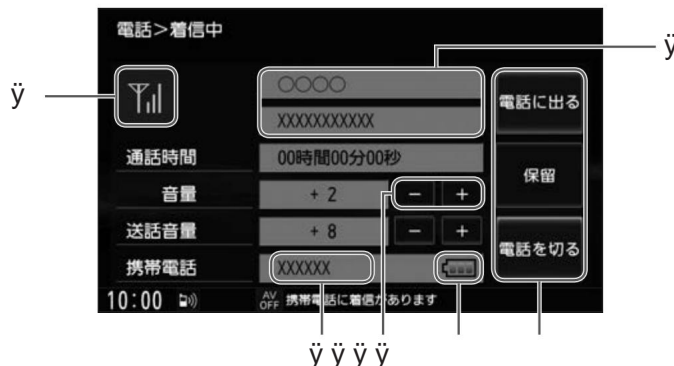 電話>着信中
ÿ
ÿ
○○○○
電話に出る
XXXXXXXXXXX
通話時間 00時間00分00秒
保留
音量 + 2 - +
送話音量 + 8 - +
電話を切る
携帯電話 XXXXXX
10:00 AV OFF 携帯電話に着信があります
ÿ ÿ ÿ ÿ